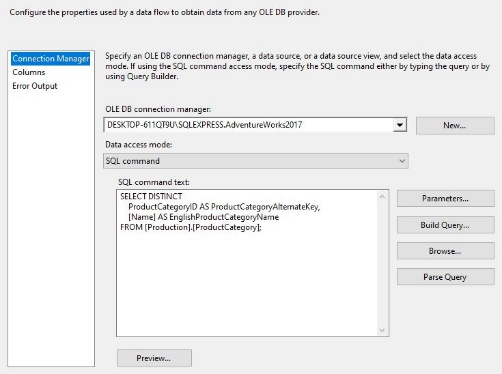 Configure the properties used by a data flow to obtain data from any OLE DB provider.
Connection Manager
Columns
Error Output
Specify an OLE DB connection manager, a data source, or a data source view, and select the data access
mode. If using the SQL command access mode, specify the SQL command either by typing the query or by
using Query Builder.
OLE DB connection manager:
DESKTOP-611QT9U\SQLEXPRESS.AdventureWorks2017
New...
Data access mode:
SQL command
SQL command text:
SELECT DISTINCT
ProductCategoryID AS ProductCategoryAlternateKey,
[Name] AS EnglishProductCategoryName
FROM [Production].[ProductCategory];
Parameters...
Build Query...
Browse...
Parse Query
Preview...